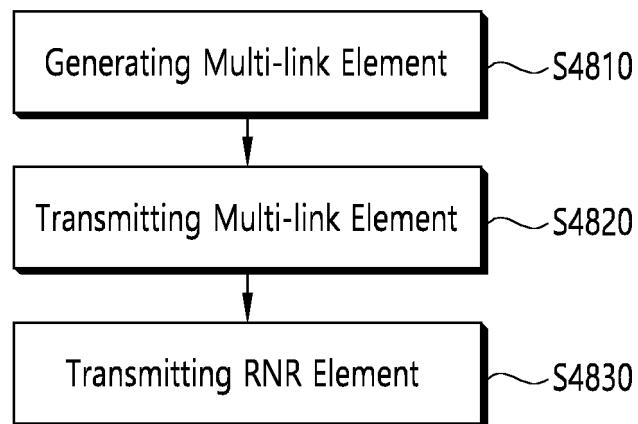 Generating Multi-link Element
S4810
Transmitting Multi-link Element
S4820
Transmitting RNR Element
S4830